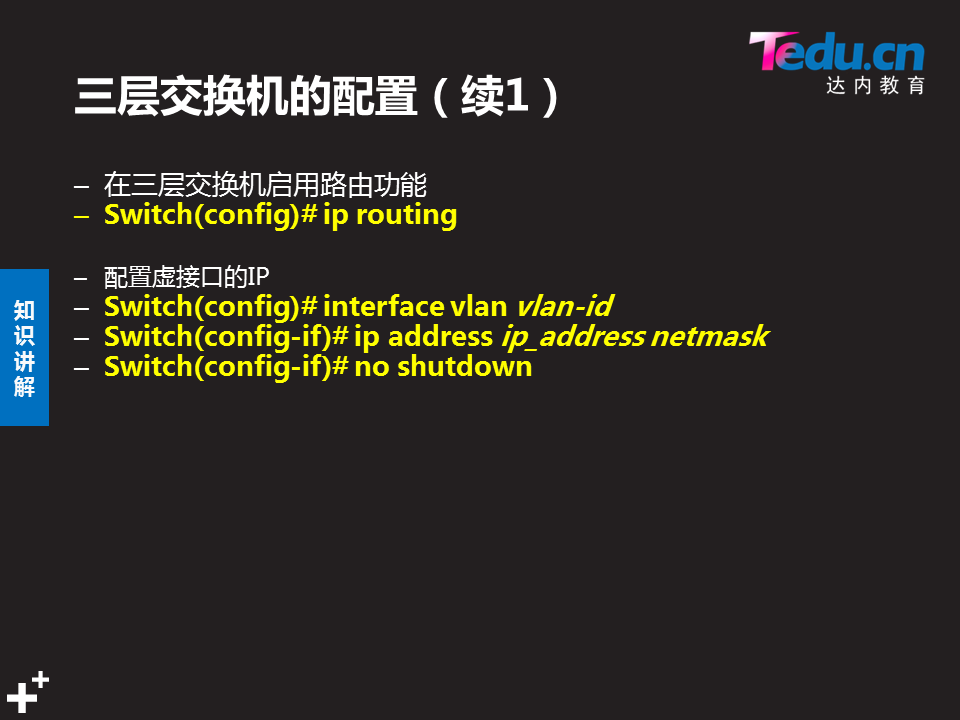 Tedu.cn
达内教育
三层交换机的配置（续1）
– 在三层交换机启用路由功能
– Switch(config)# ip routing
– 配置虚接口的IP
– Switch(config)# interface vlan vlan-id
– Switch(config-if)# ip address ip_address netmask
– Switch(config-if)# no shutdown
知
识
讲
解